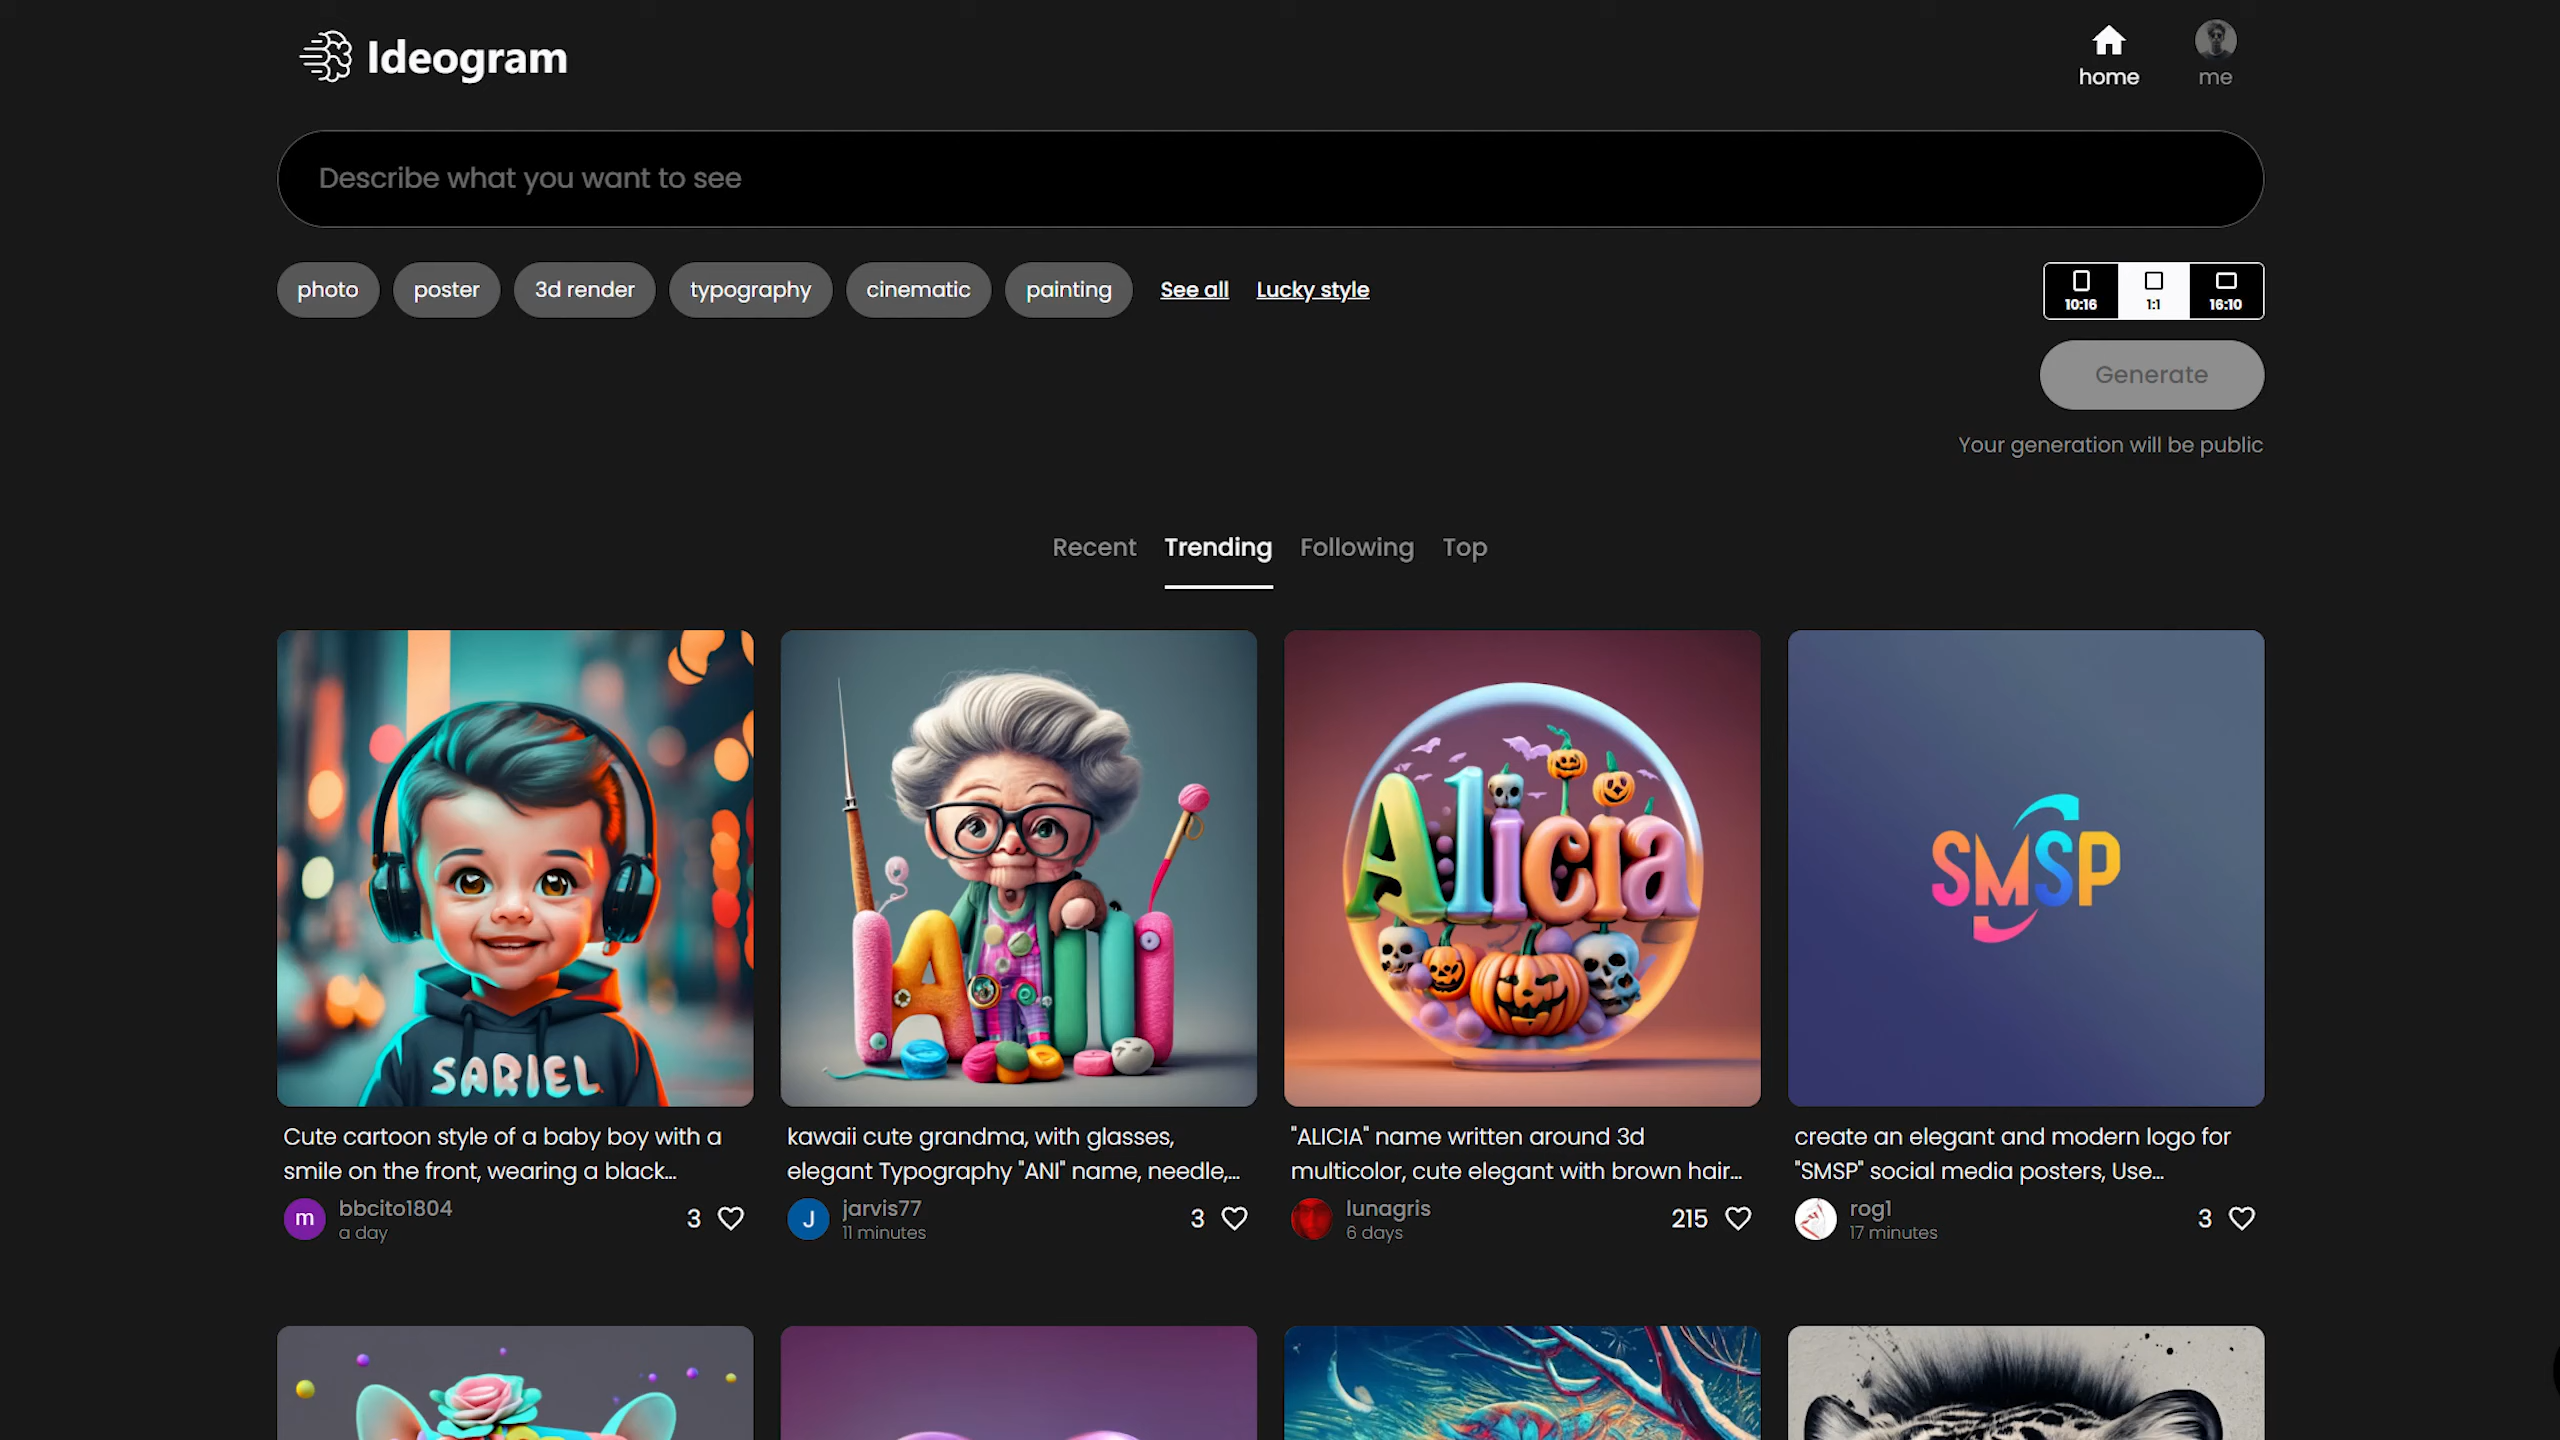 Ideogram
home
me
Describe what you want to see
photo
poster
3d render
typography
cinematic
painting
See all
Lucky style
10:16
1:1
16:10
Generate
Your generation will be public
Recent
Trending
Following
Top
SARIEL
Alicia
SMSP
Cute cartoon style of a baby boy with a
smile on the front, wearing a black...
m
bbcito1804
a day
3
kawaii cute grandma, with glasses,
elegant Typography "ANI" name, needle,...
J
jarvis77
11 minutes
3
"ALICIA" name written around 3d
multicolor, cute elegant with brown hair...
lunagris
6 days
215
create an elegant and modern logo for
"SMSP" social media posters, Use...
rog1
17 minutes
3